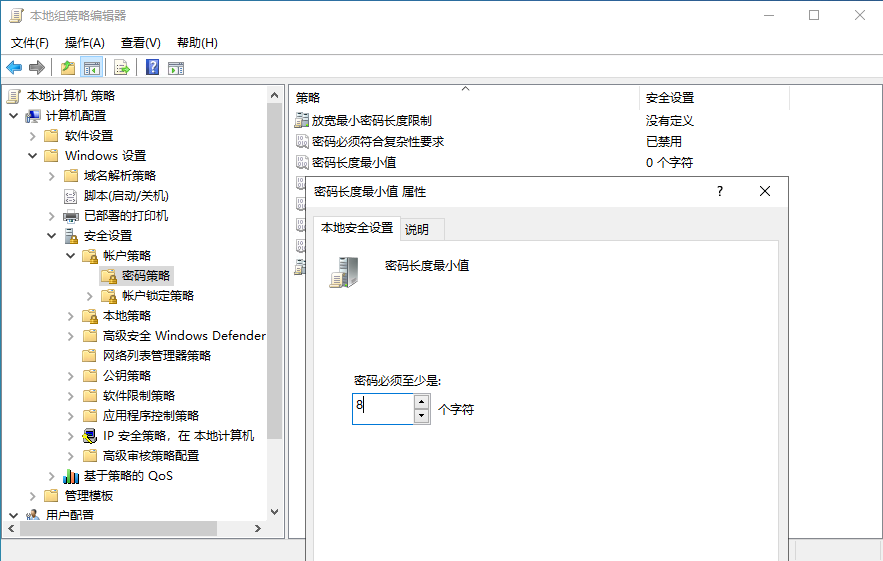 本地组策略编辑器
文件(F) 操作(A) 查看(V) 帮助(H)
本地计算机 策略
计算机配置
软件设置
Windows 设置
域名解析策略
脚本(启动/关机)
已部署的打印机
安全设置
帐户策略
密码策略
帐户锁定策略
本地策略
高级安全 Windows Defender
网络列表管理器策略
公钥策略
软件限制策略
应用程序控制策略
IP 安全策略，在 本地计算机
高级审核策略配置
基于策略的 QoS
管理模板
用户配置
策略 安全设置
放宽最小密码长度限制 没有定义
密码必须符合复杂性要求 已禁用
密码长度最小值 0 个字符
密码长度最小值 属性
本地安全设置 说明
密码长度最小值
密码必须至少是:
8 个字符